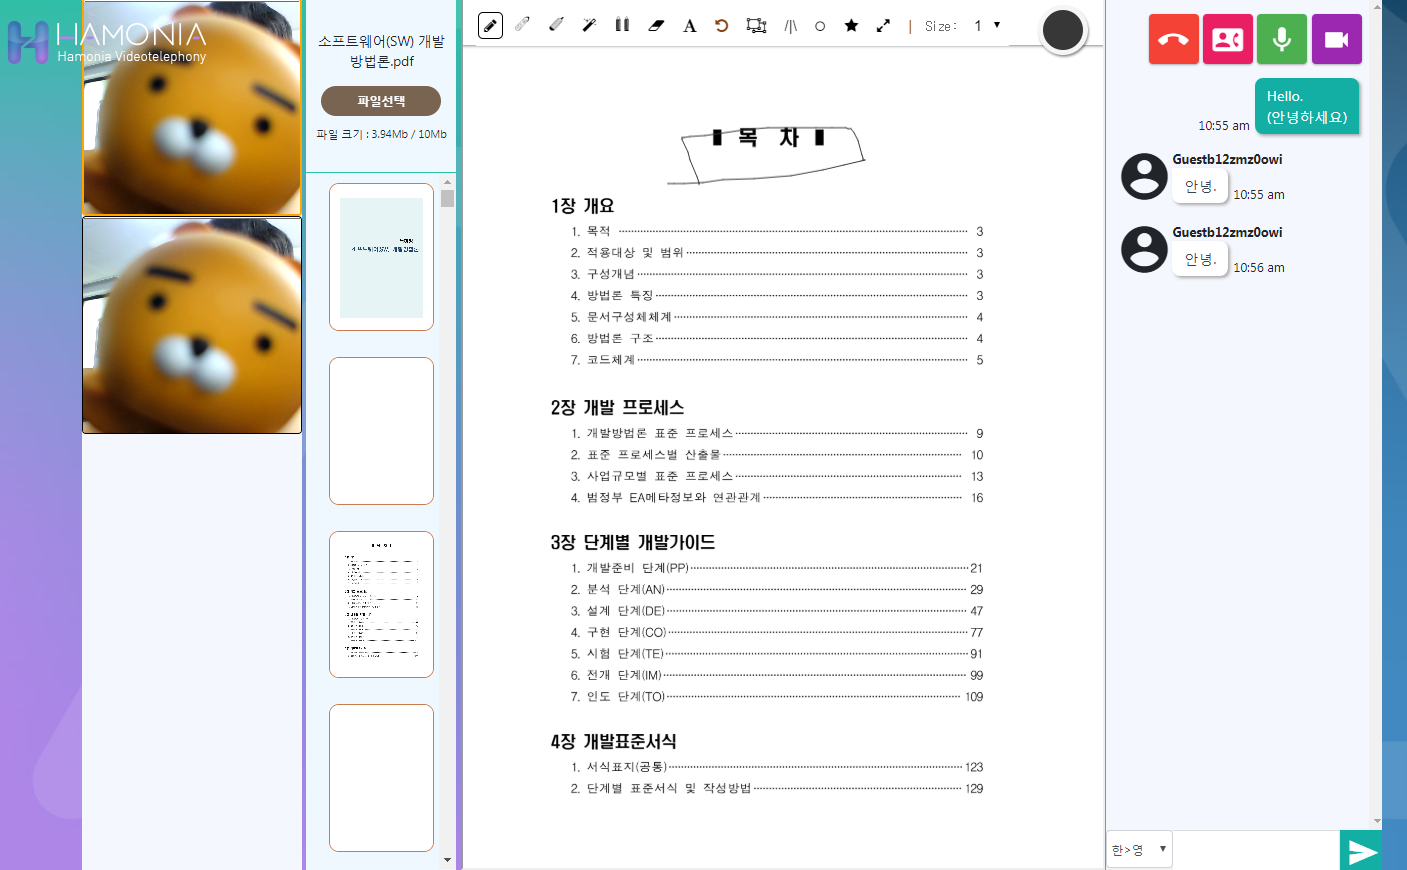 HAMONIA
Hamonia Videotelephony
소프트웨어(SW) 개발
방법론.pdf
파일선택
파일 크기 : 3.94Mb / 10Mb
A
Size:
1
목 차
1장 개요
1. 목적 3
2. 적용대상 및 범위 3
3. 구성개념 3
4. 방법론 특징 3
5. 문서구성체체계 4
6. 방법론 구조 4
7. 코드체계 5
2장 개발 프로세스
1. 개발방법론 표준 프로세스 9
2. 표준 프로세스별 산출물 10
3. 사업규모별 표준 프로세스 13
4. 범정부 EA메타정보와 연관관계 16
3장 단계별 개발가이드
1. 개발준비 단계(PP) 21
2. 분석 단계(AN) 29
3. 설계 단계(DE) 47
4. 구현 단계(CO) 77
5. 시험 단계(TE) 91
6. 전개 단계(IM) 99
7. 인도 단계(TO) 109
4장 개발표준서식
1. 서식표지(공통) 123
2. 단계별 표준서식 및 작성방법 129
Hello.
(안녕하세요)
10:55 am
Guestb12zmz0owi
안녕.
10:55 am
Guestb12zmz0owi
안녕.
10:56 am
한>영